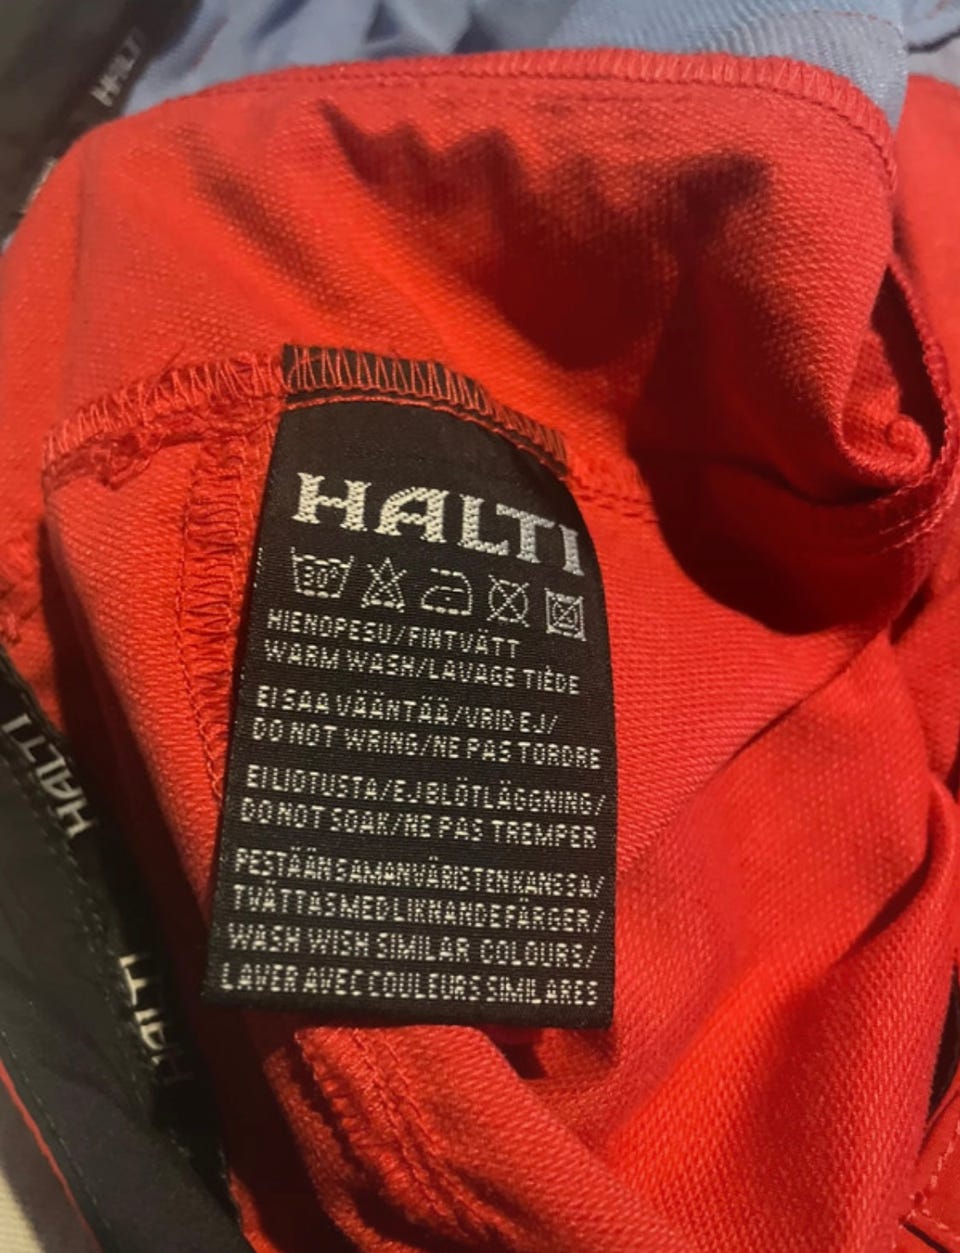 HALTI
HALTI
30°
HIENOPESU/FINTVÄTT
WARM WASH/LAVAGE TIÈDE
EI SAA VÄÄNTÄÄ/VRID EJ/
DO NOT WRING/NE PAS TORDRE
EI LIOTUSTA/EJ BLÖTLÄGGNING/
DO NOT SOAK/NE PAS TREMPER
PESTÄÄN SAMANVÄRISTEN KANSSA/
TVÄTTAS MED LIKNANDE FÄRGER/
WASH WISH SIMILAR COLOURS/
LAVER AVEC COULEURS SIMILARES
HALTI
HALTI